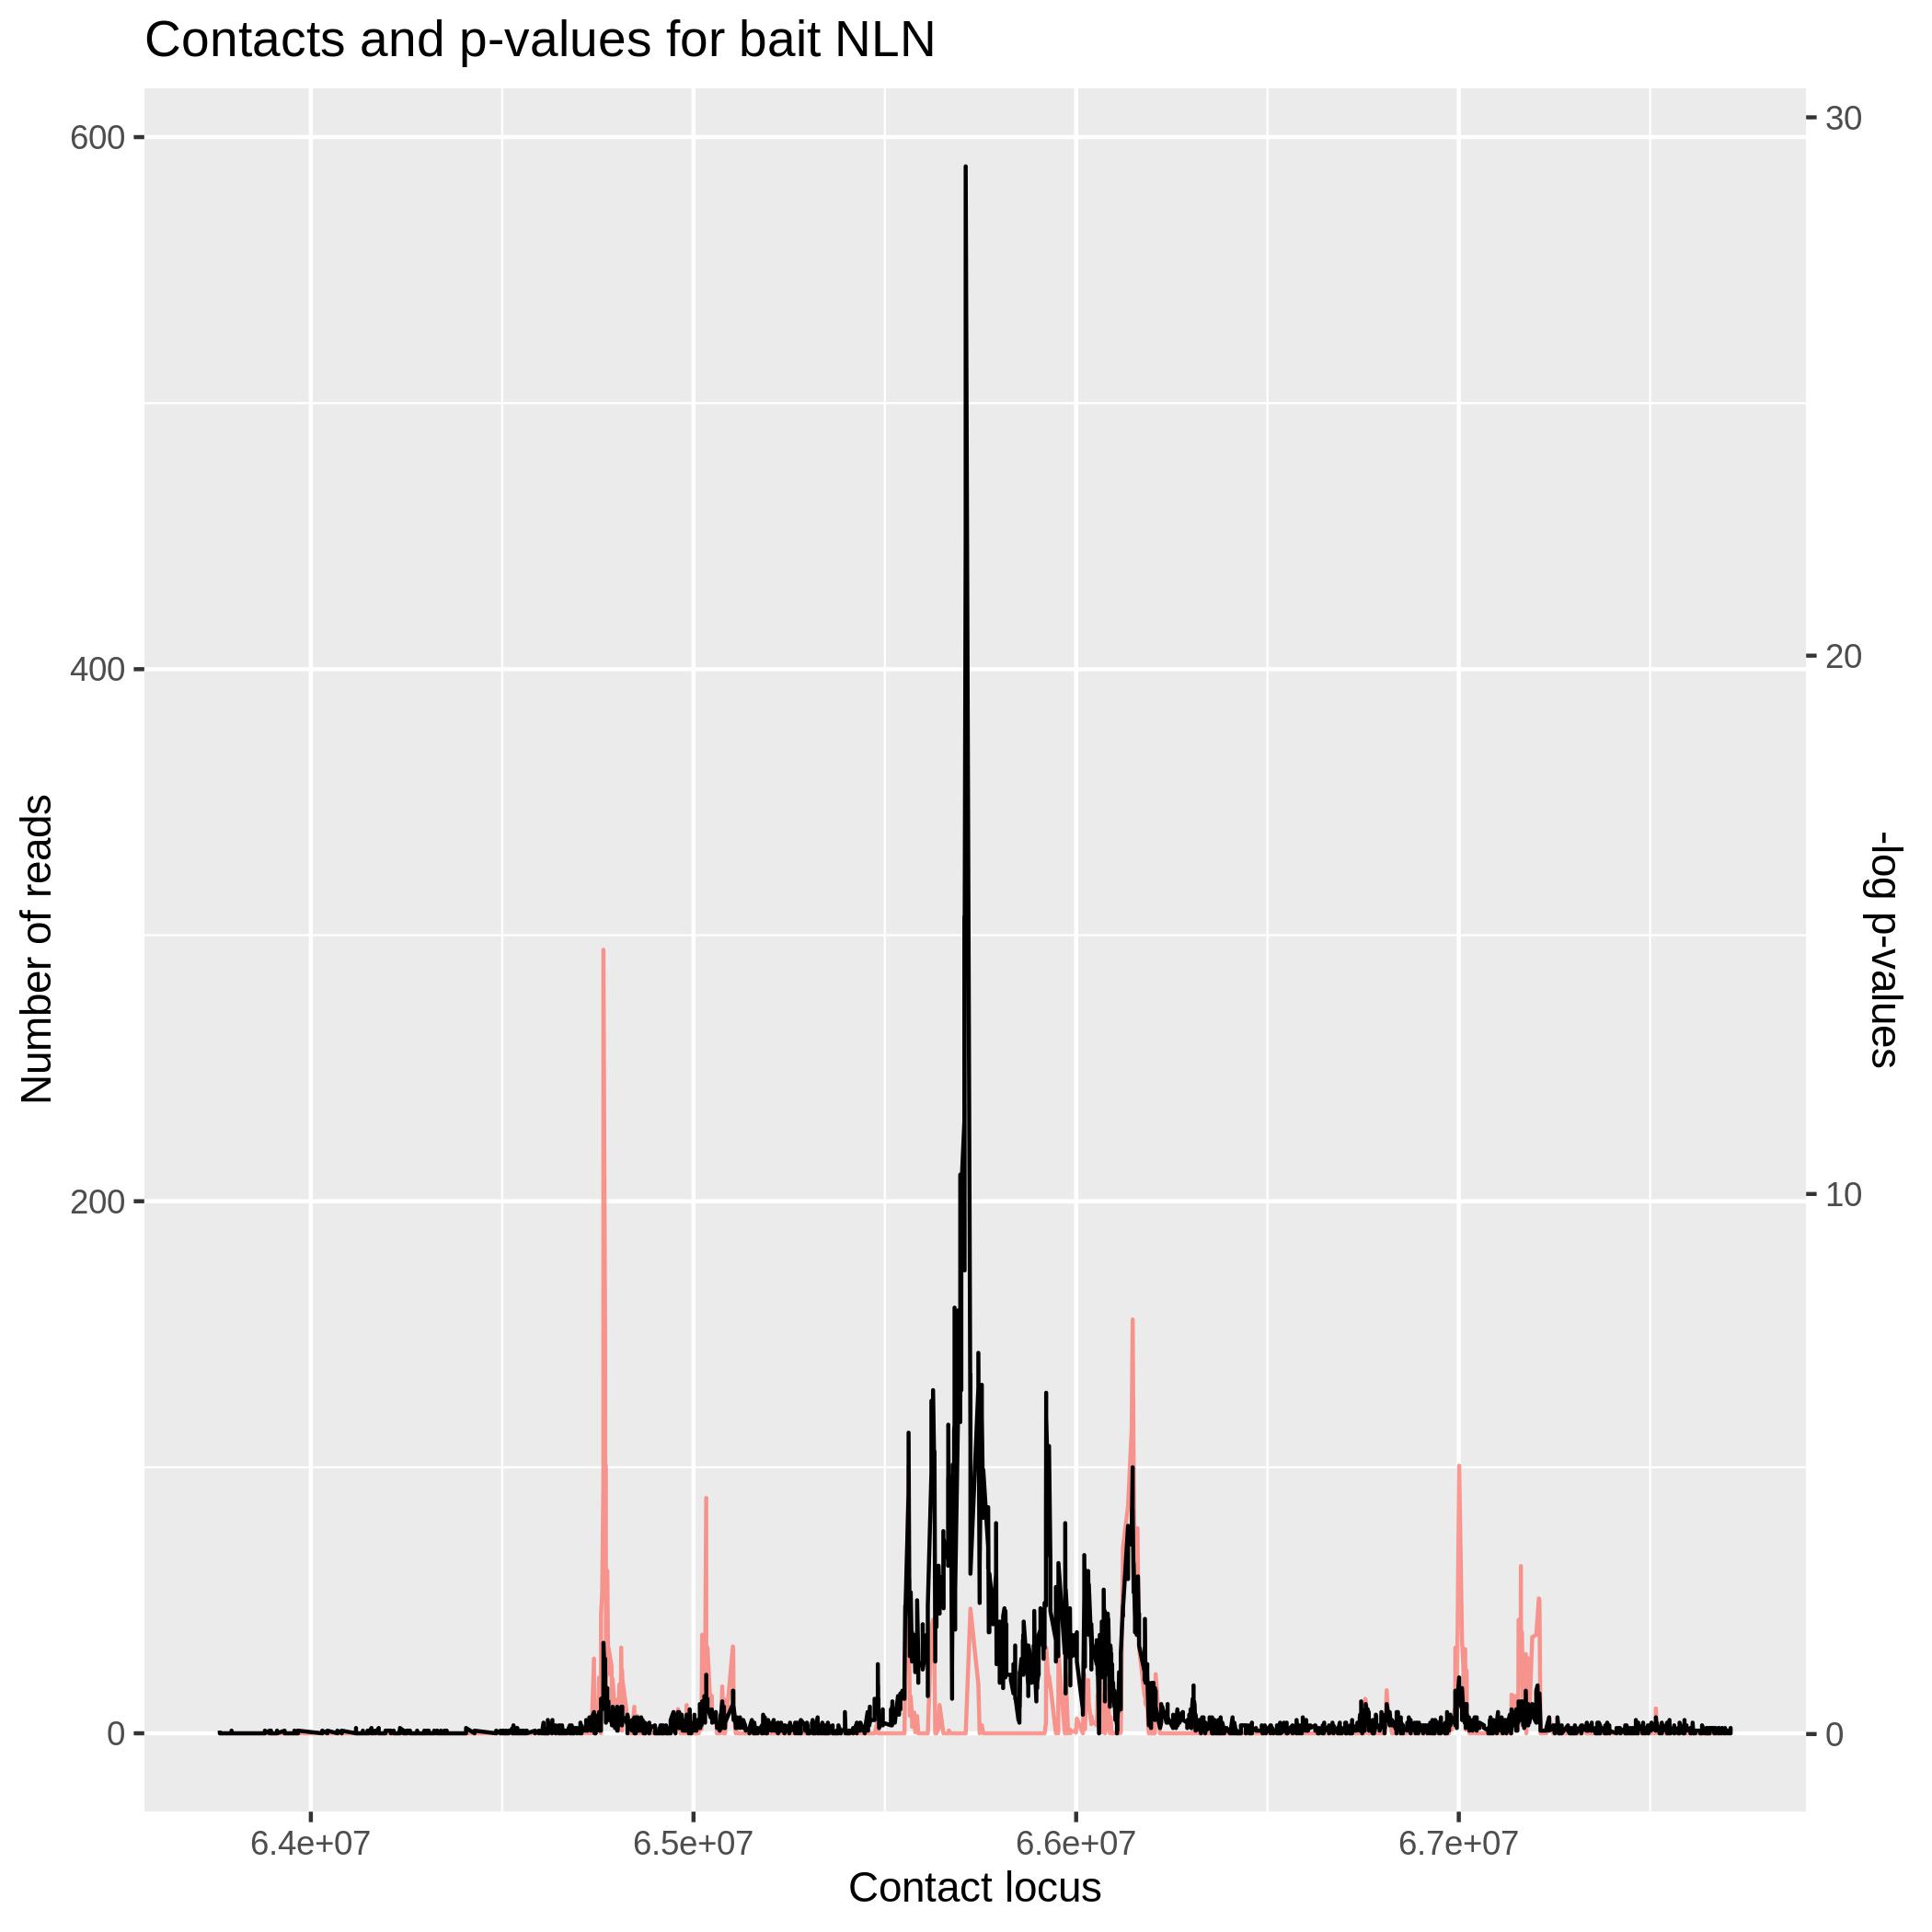 Contacts and p-values for bait NLN
600
400
200
0
Number of reads
30
20
10
0
-log p-values
6.4e+07
6.5e+07
6.6e+07
6.7e+07
Contact locus